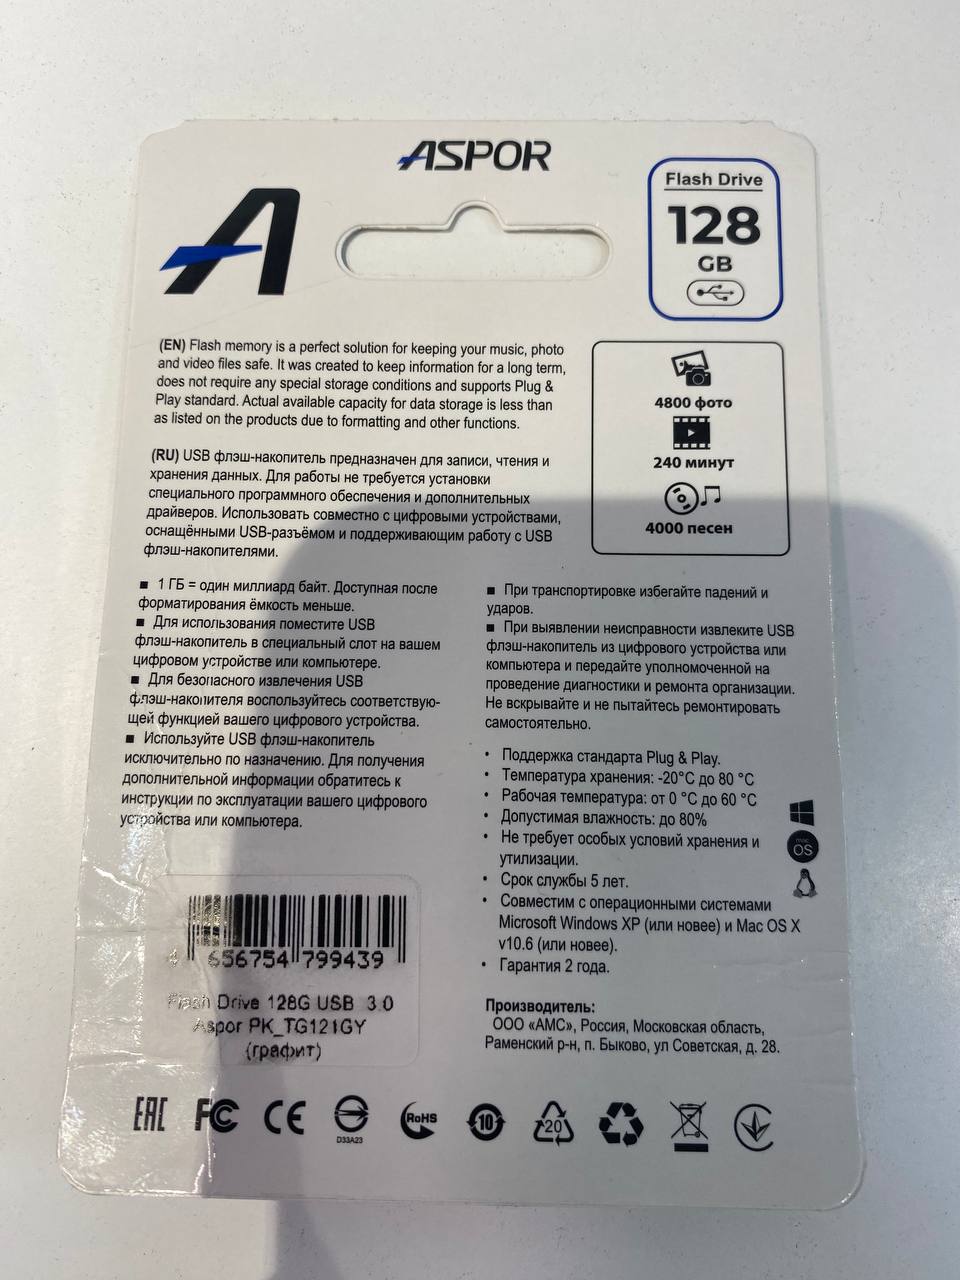 ASPOR
Flash Drive
128
GB
(EN) Flash memory is a perfect solution for keeping your music, photo
and video files safe. It was created to keep information for a long term,
does not require any special storage conditions and supports Plug &
Play standard. Actual available capacity for data storage is less than
as listed on the products due to formatting and other functions.
4800 фото
240 минут
4000 песен
(RU) USB флэш-накопитель предназначен для записи, чтения и
хранения данных. Для работы не требуется установки
специального программного обеспечения и дополнительных
драйверов. Использовать совместно с цифровыми устройствами,
оснащёнными USB-разъёмом и поддерживающим работу с USB
флэш-накопителями.
■ 1 ГБ = один миллиард байт. Доступная после
форматирования ёмкость меньше.
■ Для использования поместите USB
флэш-накопитель в специальный слот на вашем
цифровом устройстве или компьютере.
■ Для безопасного извлечения USB
флэш-накопителя воспользуйтесь соответствую-
щей функцией вашего цифрового устройства.
■ Используйте USB флэш-накопитель
исключительно по назначению. Для получения
дополнительной информации обратитесь к
инструкции по эксплуатации вашего цифрового
устройства или компьютера.
■ При транспортировке избегайте падений и
ударов.
■ При выявлении неисправности извлеките USB
флэш-накопитель из цифрового устройства или
компьютера и передайте уполномоченной на
проведение диагностики и ремонта организации.
Не вскрывайте и не пытайтесь ремонтировать
самостоятельно.
• Поддержка стандарта Plug & Play.
• Температура хранения: -20°C до 80 °C
• Рабочая температура: от 0 °C до 60 °C
• Допустимая влажность: до 80%
• Не требует особых условий хранения и
утилизации.
• Срок службы 5 лет.
• Совместим с операционными системами
Microsoft Windows XP (или новее) и Mac OS X
v10.6 (или новее).
• Гарантия 2 года.
mac
OS
4 656754 799439
Flash Drive 128G USB 3.0
Aspor PK_TG121GY
(графит)
Производитель:
ООО «АМС», Россия, Московская область,
Раменский р-н, п. Быково, ул Советская, д. 28.
EAC FC CE D33A23 RoHS 10 20